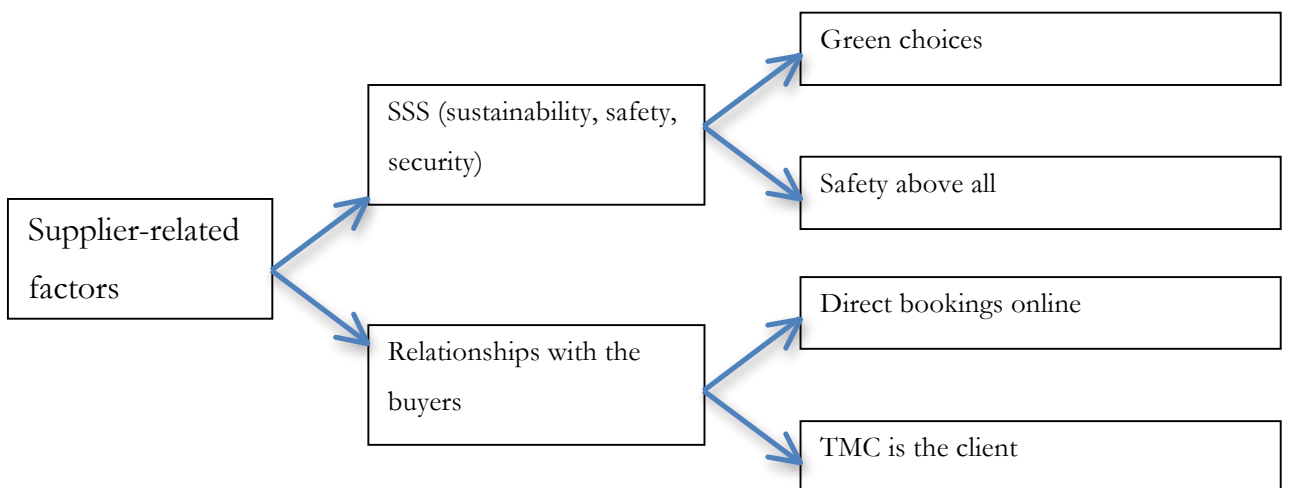 Green choices
SSS (sustainability, safety,
security)
Safety above all
Supplier-related
factors
Direct bookings online
Relationships with the
buyers
TMC is the client